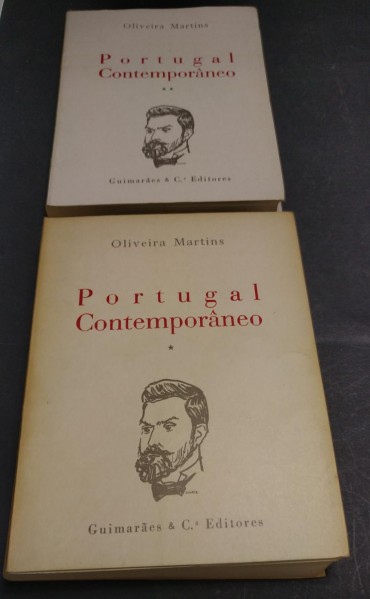 Oliveira Martins
Portugal
Contemporâneo
**
Guimarães & C.ª Editores
Oliveira Martins
Portugal
Contemporâneo
*
Guimarães & C.ª Editores